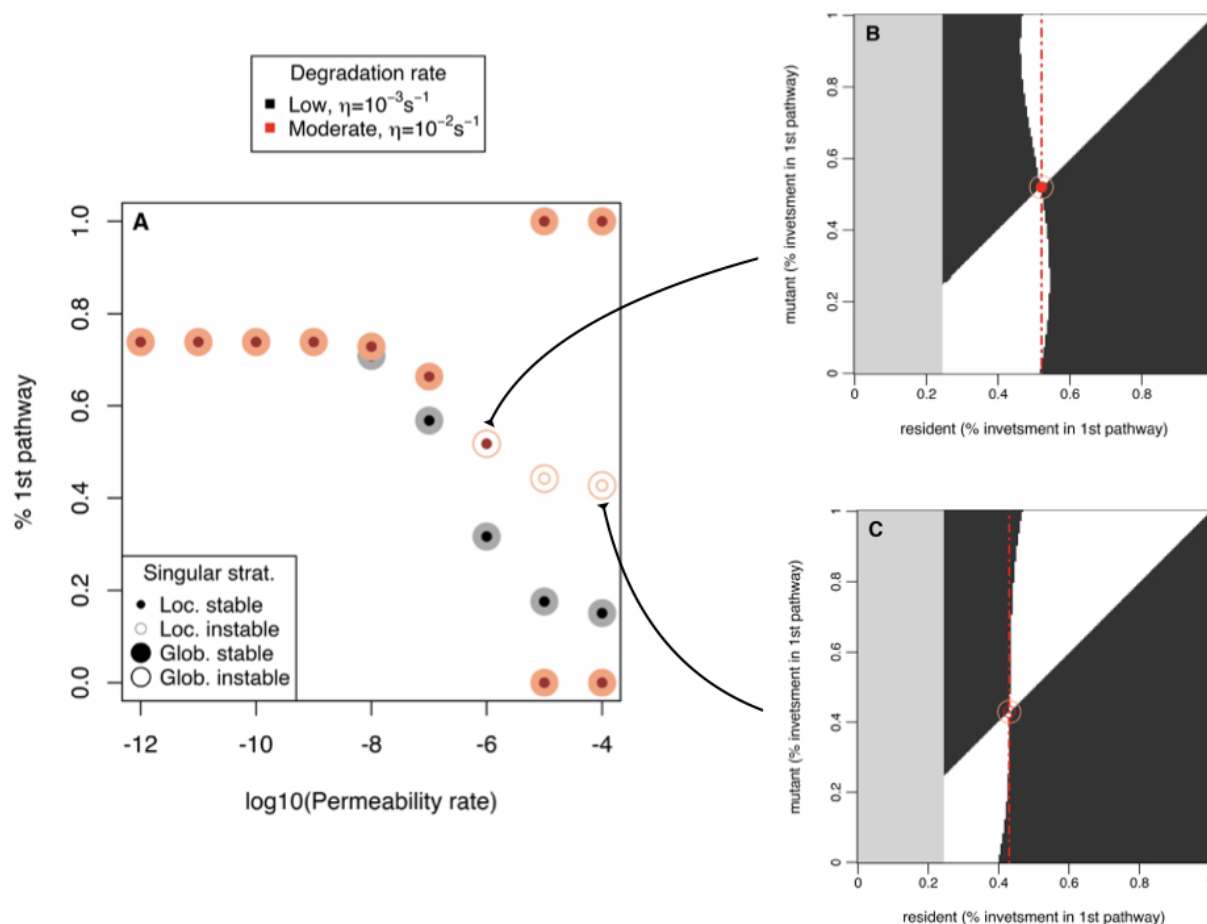 Degradation rate
Low, η=10⁻³s⁻¹
Moderate, η=10⁻²s⁻¹
A
1.0
0.8
0.6
0.4
0.2
0.0
% 1st pathway
Singular strat.
Loc. stable
Loc. instable
Glob. stable
Glob. instable
-12
-10
-8
-6
-4
log10(Permeability rate)
B
1
0.8
0.6
0.4
0.2
0
mutant (% invetsment in 1st pathway)
0
0.2
0.4
0.6
0.8
resident (% invetsment in 1st pathway)
C
1
0.8
0.6
0.4
0.2
0
mutant (% invetsment in 1st pathway)
0
0.2
0.4
0.6
0.8
resident (% invetsment in 1st pathway)